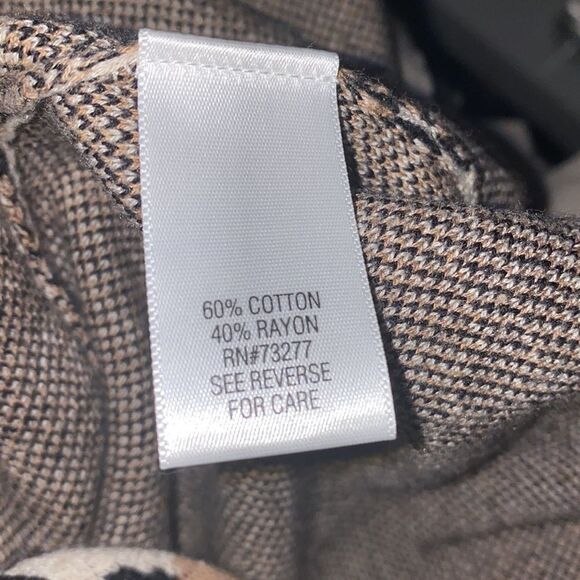 60% COTTON
40% RAYON
RN#73277
SEE REVERSE
FOR CARE